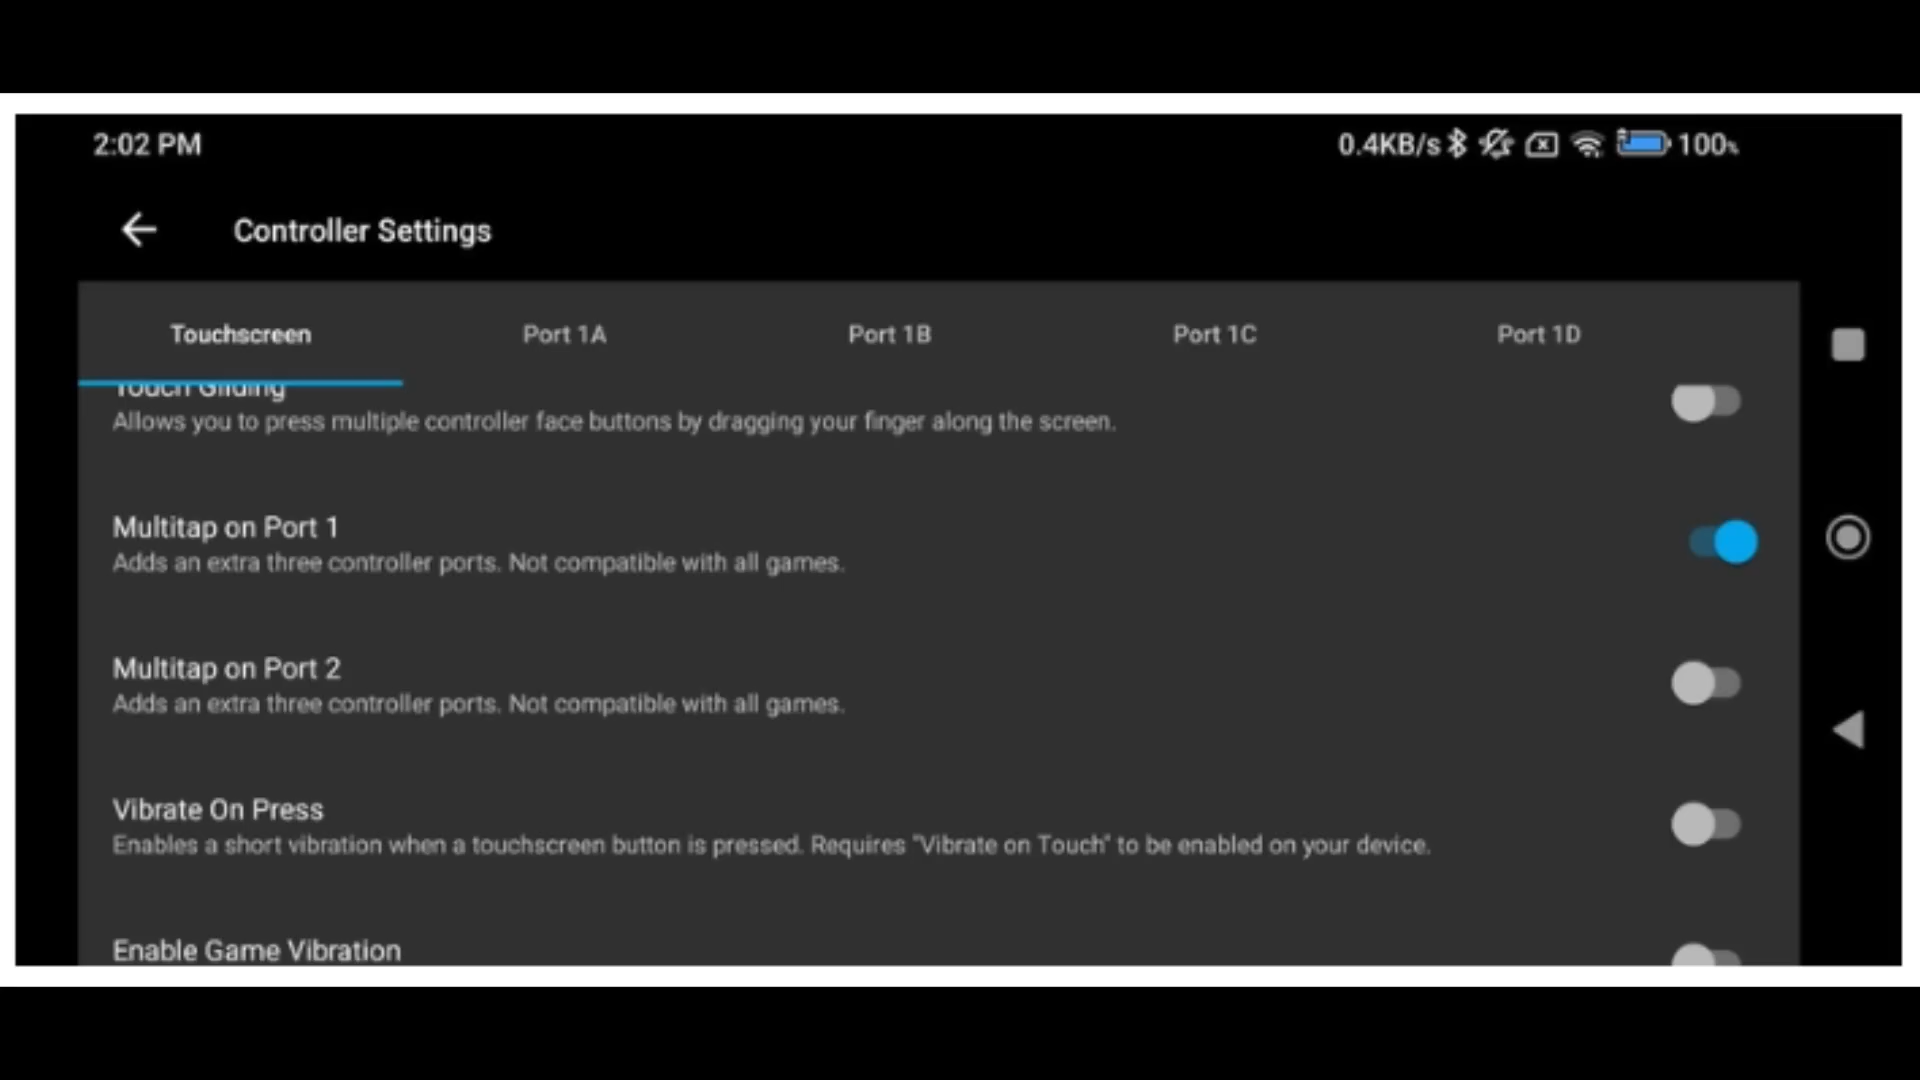 2:02 PM
0.4KB/s 100%
Controller Settings
Touchscreen Port 1A Port 1B Port 1C Port 1D
Touch Gliding
Allows you to press multiple controller face buttons by dragging your finger along the screen.
Multitap on Port 1
Adds an extra three controller ports. Not compatible with all games.
Multitap on Port 2
Adds an extra three controller ports. Not compatible with all games.
Vibrate On Press
Enables a short vibration when a touchscreen button is pressed. Requires "Vibrate on Touch" to be enabled on your device.
Enable Game Vibration